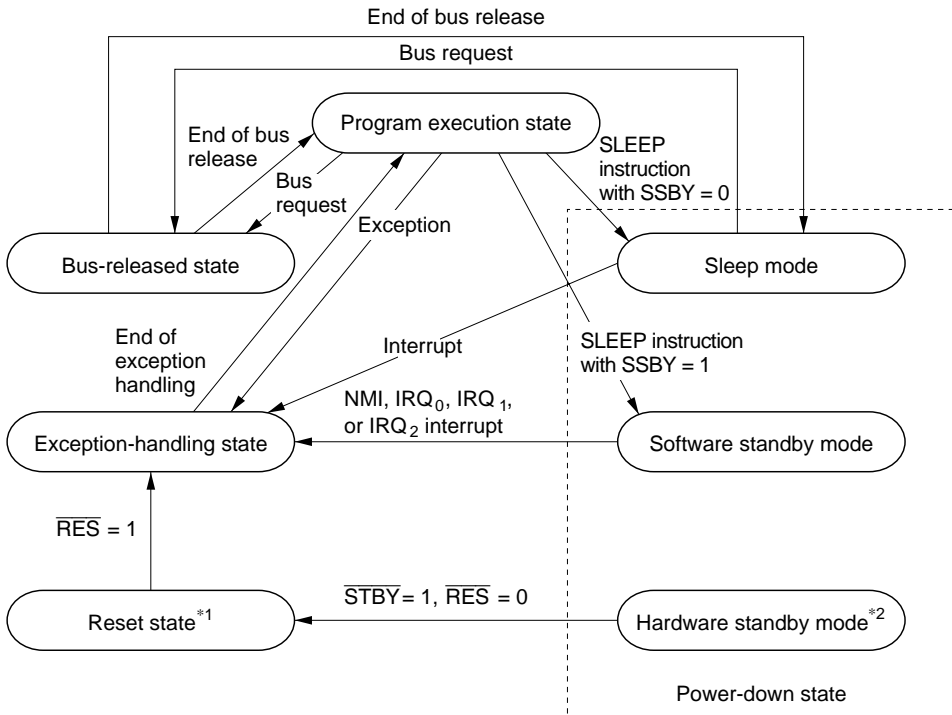 End of bus release
Bus request
Program execution state
End of bus
release
SLEEP
instruction
with SSBY = 0
Bus
request
Exception
Bus-released state
Sleep mode
End of
exception
handling
Interrupt
SLEEP instruction
with SSBY = 1
NMI, IRQ₀, IRQ₁,
or IRQ₂ interrupt
Exception-handling state
Software standby mode
R̅E̅S̅ = 1
S̅T̅B̅Y̅ = 1, R̅E̅S̅ = 0
Reset state*1
Hardware standby mode*2
Power-down state